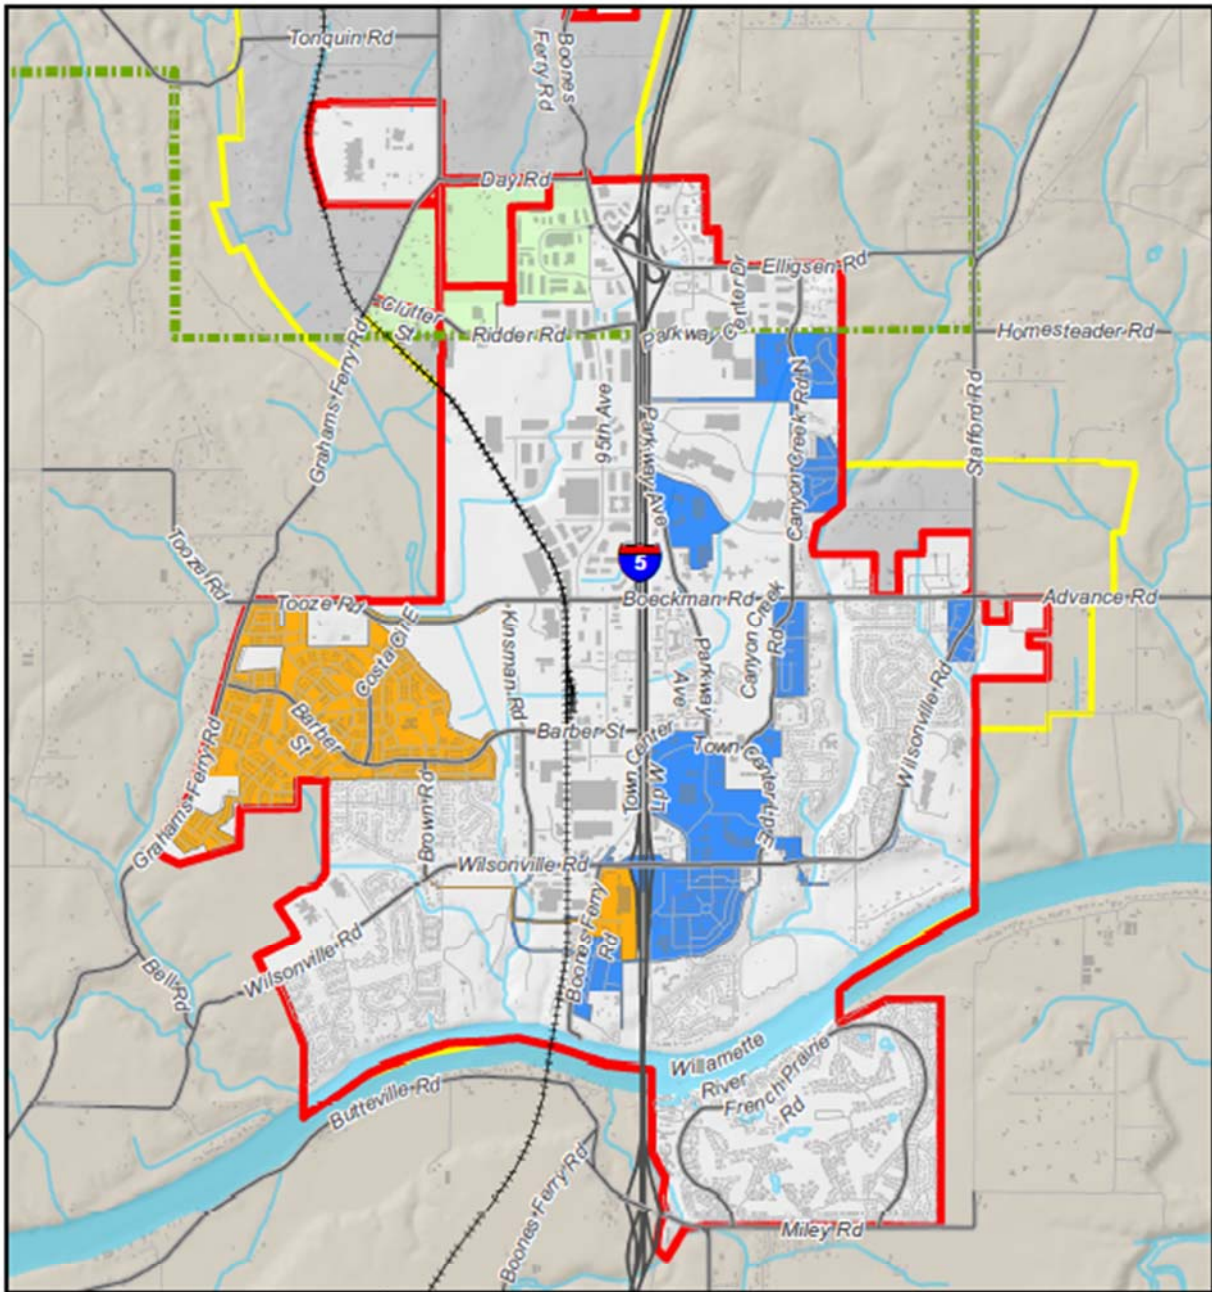 Tonquin Rd
Boones
Ferry Rd
Day Rd
Elligsen Rd
Clutter
St
Ridder Rd
Parkway Center Dr
Homesteader Rd
Grahams Ferry Rd
95th Ave
Parkway Ave
Canyon Creek Rd N
Stafford Rd
Tooze Rd
5
Tooze Rd
Boeckman Rd
Advance Rd
Costa Cir E
Kinsman Rd
Canyon Creek
Rd
Parkway
Ave
Wilsonville Rd
Barber
St
Barber St
Town Center
Lp W
Town Center Lp E
Grahams Ferry Rd
Brown Rd
Wilsonville Rd
Boones Ferry
Rd
Wilsonville Rd
Bell Rd
Willamette
River
French Prairie
Rd
Butteville Rd
Boones Ferry Rd
Miley Rd